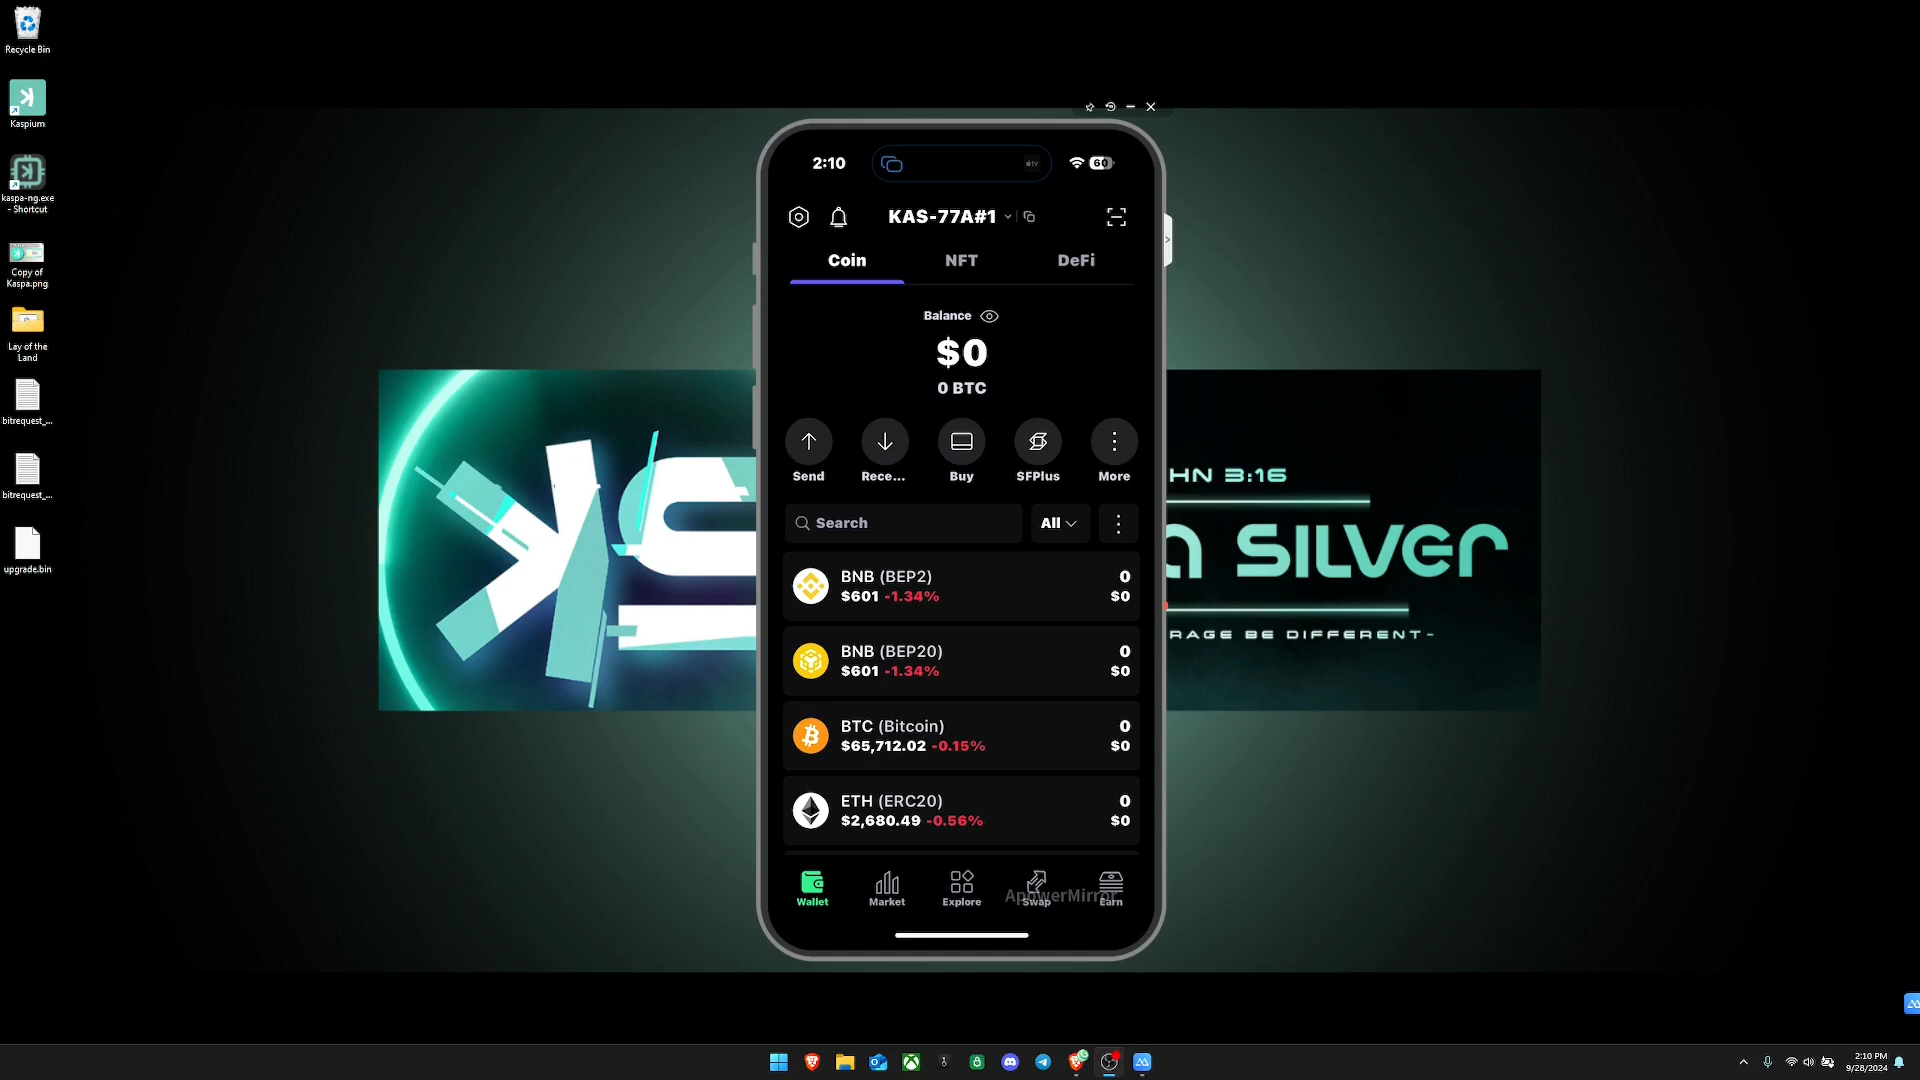 Recycle Bin
Kaspium
kaspa-ng.exe
- Shortcut
Copy of
Kaspa.png
Lay of the
Land
bitrequest_...
bitrequest_...
upgrade.bin
2:10
tv
60
KAS-77A#1
Coin
NFT
DeFi
Balance
$0
0 BTC
Send
Rece...
Buy
SFPlus
More
Search
All
BNB (BEP2)
0
$601 -1.34%
$0
BNB (BEP20)
0
$601 -1.34%
$0
BTC (Bitcoin)
0
$65,712.02 -0.15%
$0
ETH (ERC20)
0
$2,680.49 -0.56%
$0
Wallet
Market
Explore
Swap
Earn
ApowerMirror
HN 3:16
a SILVER
RAGE BE DIFFERENT-
2:10 PM
9/28/2024